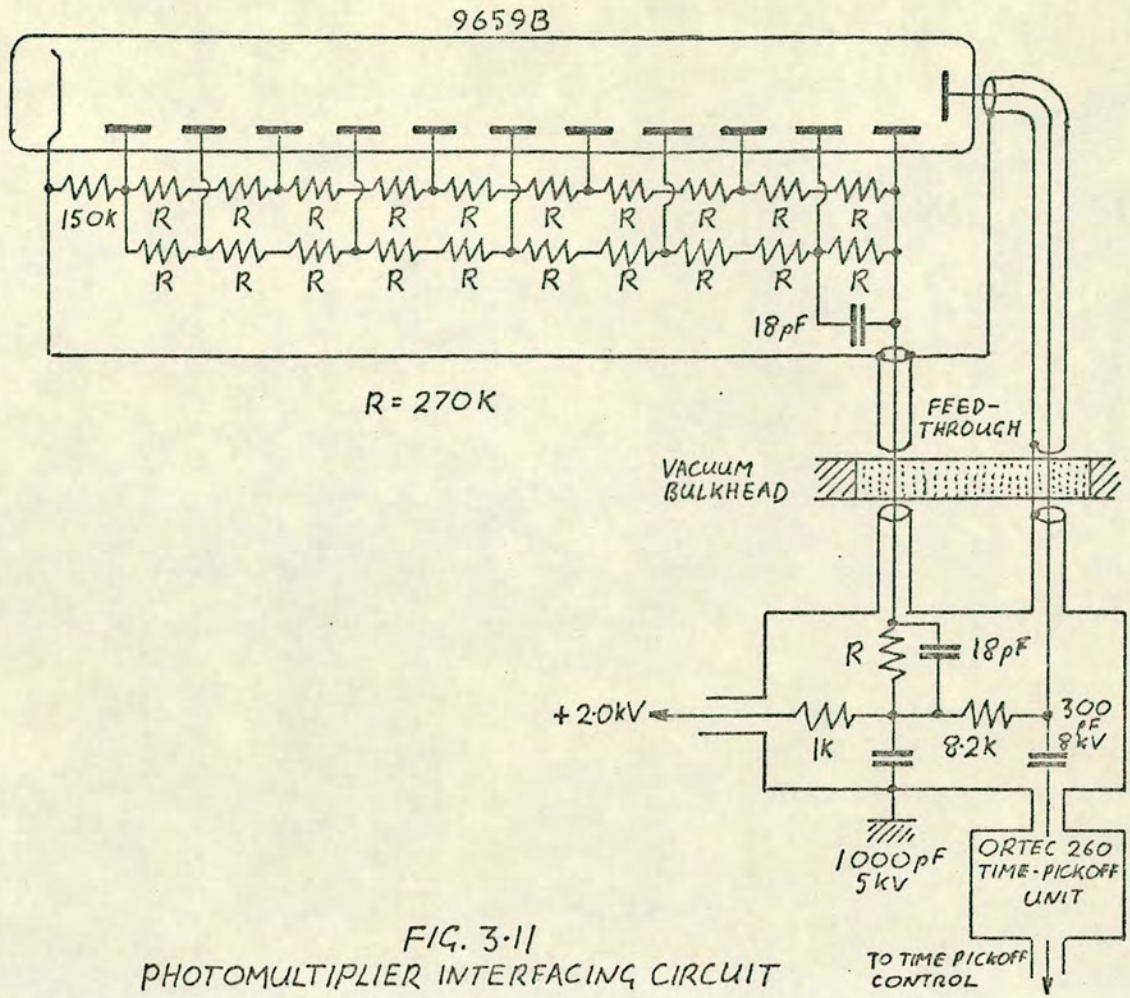 9659B
150K R R R R R R R R R R
R R R R R R R R R R
18pF
R = 270K
FEED-
THROUGH
VACUUM
BULKHEAD
R 18pF
+2.0kV
1K 8.2K
300
pF
8kV
1000pF
5kV
ORTEC 260
TIME-PICKOFF
UNIT
FIG. 3.11
PHOTOMULTIPLIER INTERFACING CIRCUIT
TO TIME PICKOFF
CONTROL